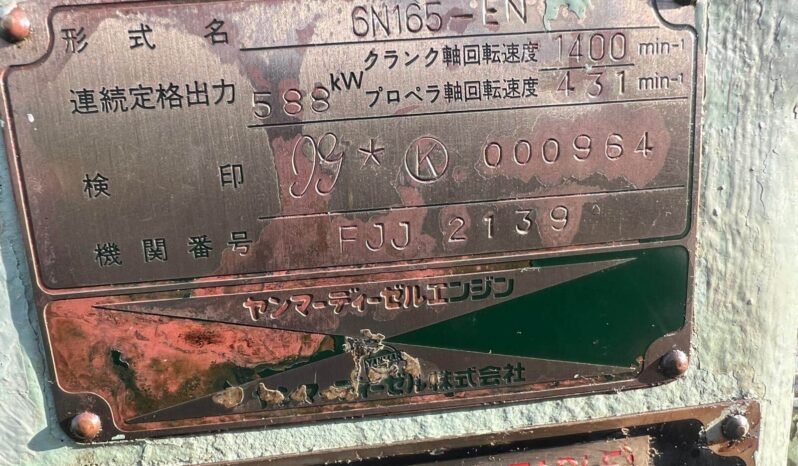 形式名 6N165-EN
連続定格出力 588kW クランク軸回転速度 1400 min-1
プロペラ軸回転速度 431 min-1
検印 * K 000964
機関番号 FJJ 2139
ヤンマーディーゼルエンジン
ヤンマーディーゼル株式会社